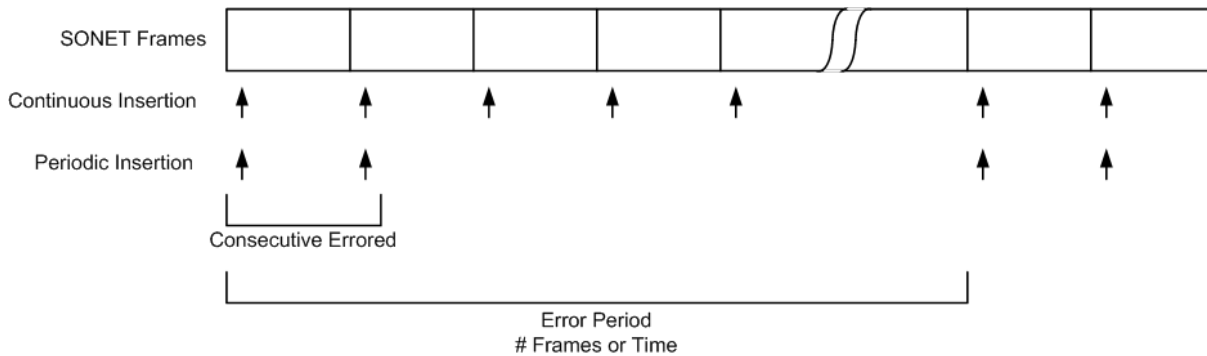 SONET Frames
Continuous Insertion
Periodic Insertion
Consecutive Errored
Error Period
# Frames or Time